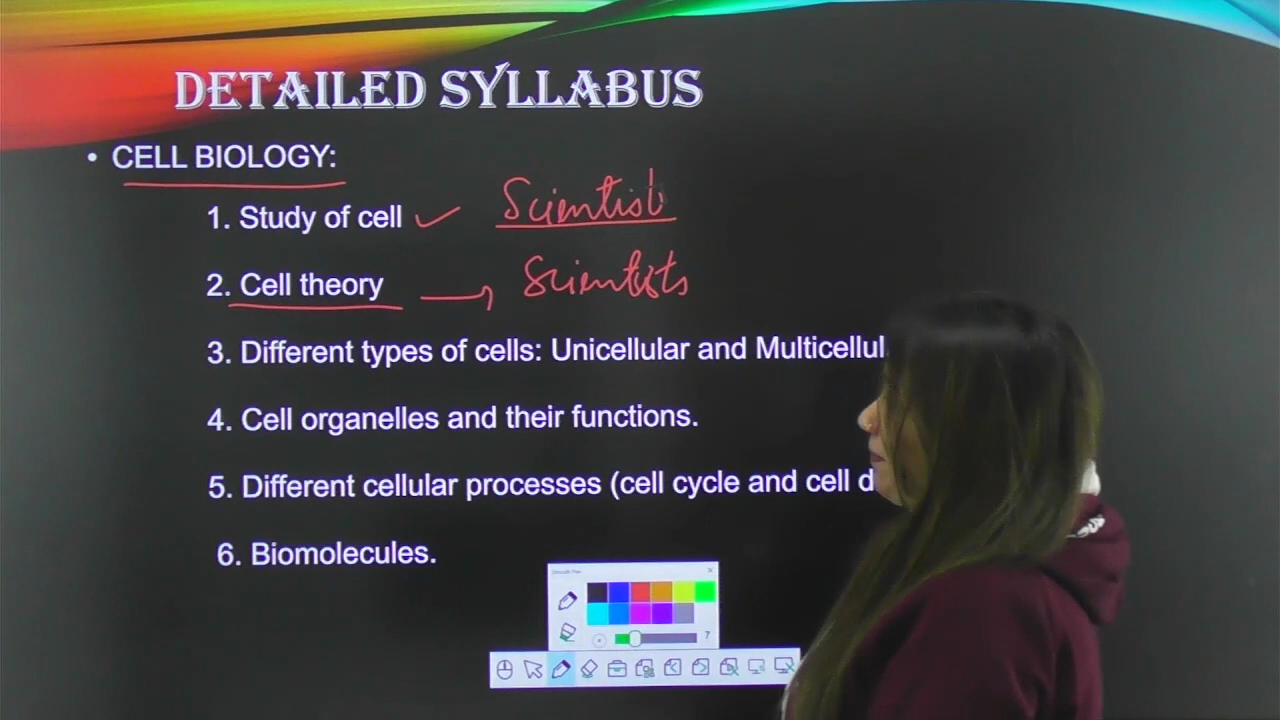 DETAILED SYLLABUS
• CELL BIOLOGY:
1. Study of cell ✓ Scientist
2. Cell theory → Scientists
3. Different types of cells: Unicellular and Multicellul
4. Cell organelles and their functions.
5. Different cellular processes (cell cycle and cell d
6. Biomolecules.
7